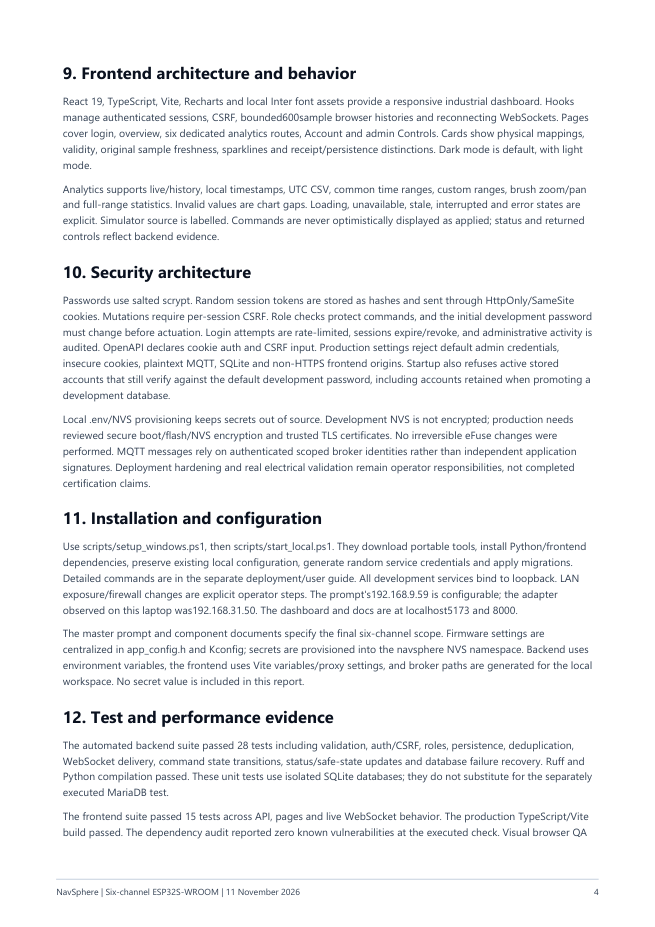 9. Frontend architecture and behavior
React 19, TypeScript, Vite, Recharts and local Inter font assets provide a responsive industrial dashboard. Hooks
manage authenticated sessions, CSRF, bounded600sample browser histories and reconnecting WebSockets. Pages
cover login, overview, six dedicated analytics routes, Account and admin Controls. Cards show physical mappings,
validity, original sample freshness, sparklines and receipt/persistence distinctions. Dark mode is default, with light
mode.
Analytics supports live/history, local timestamps, UTC CSV, common time ranges, custom ranges, brush zoom/pan
and full-range statistics. Invalid values are chart gaps. Loading, unavailable, stale, interrupted and error states are
explicit. Simulator source is labelled. Commands are never optimistically displayed as applied; status and returned
controls reflect backend evidence.
10. Security architecture
Passwords use salted scrypt. Random session tokens are stored as hashes and sent through HttpOnly/SameSite
cookies. Mutations require per-session CSRF. Role checks protect commands, and the initial development password
must change before actuation. Login attempts are rate-limited, sessions expire/revoke, and administrative activity is
audited. OpenAPI declares cookie auth and CSRF input. Production settings reject default admin credentials,
insecure cookies, plaintext MQTT, SQLite and non-HTTPS frontend origins. Startup also refuses active stored
accounts that still verify against the default development password, including accounts retained when promoting a
development database.
Local .env/NVS provisioning keeps secrets out of source. Development NVS is not encrypted; production needs
reviewed secure boot/flash/NVS encryption and trusted TLS certificates. No irreversible eFuse changes were
performed. MQTT messages rely on authenticated scoped broker identities rather than independent application
signatures. Deployment hardening and real electrical validation remain operator responsibilities, not completed
certification claims.
11. Installation and configuration
Use scripts/setup_windows.ps1, then scripts/start_local.ps1. They download portable tools, install Python/frontend
dependencies, preserve existing local configuration, generate random service credentials and apply migrations.
Detailed commands are in the separate deployment/user guide. All development services bind to loopback. LAN
exposure/firewall changes are explicit operator steps. The prompt's192.168.9.59 is configurable; the adapter
observed on this laptop was192.168.31.50. The dashboard and docs are at localhost5173 and 8000.
The master prompt and component documents specify the final six-channel scope. Firmware settings are
centralized in app_config.h and Kconfig; secrets are provisioned into the navsphere NVS namespace. Backend uses
environment variables, the frontend uses Vite variables/proxy settings, and broker paths are generated for the local
workspace. No secret value is included in this report.
12. Test and performance evidence
The automated backend suite passed 28 tests including validation, auth/CSRF, roles, persistence, deduplication,
WebSocket delivery, command state transitions, status/safe-state updates and database failure recovery. Ruff and
Python compilation passed. These unit tests use isolated SQLite databases; they do not substitute for the separately
executed MariaDB test.
The frontend suite passed 15 tests across API, pages and live WebSocket behavior. The production TypeScript/Vite
build passed. The dependency audit reported zero known vulnerabilities at the executed check. Visual browser QA
NavSphere | Six-channel ESP32S-WROOM | 11 November 2026
4